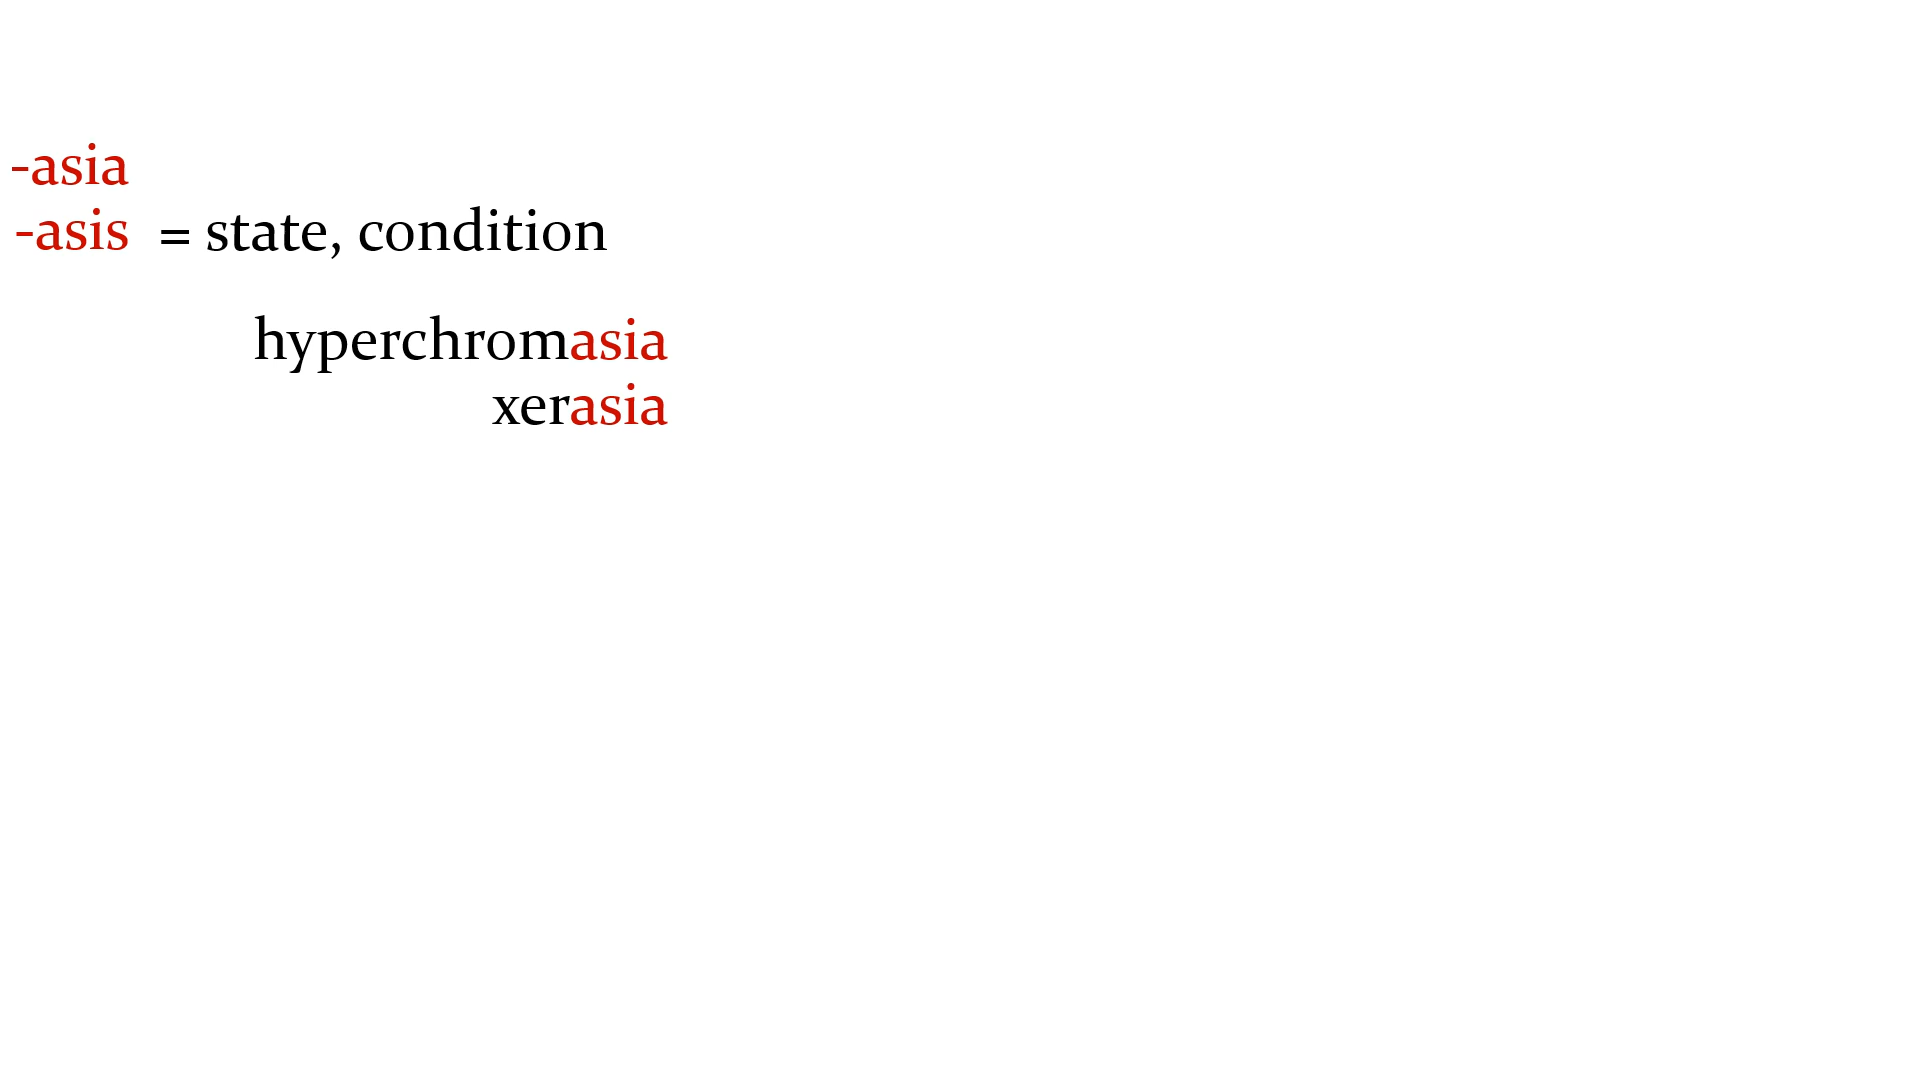 -asia
-asis = state, condition
hyperchromasia
xerasia